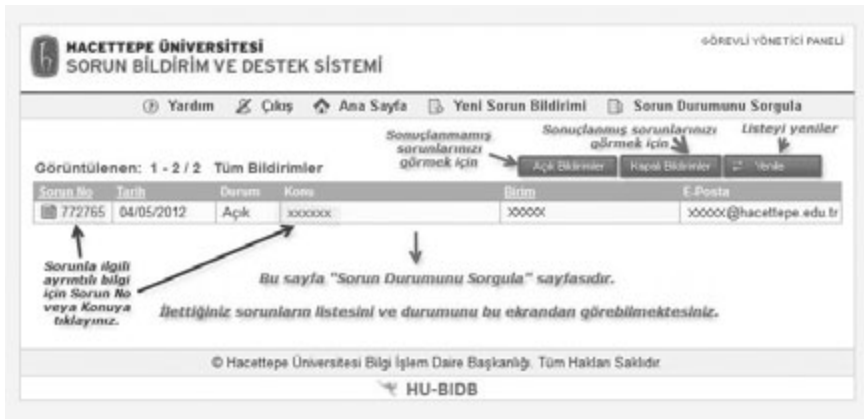 HACETTEPE ÜNİVERSİTESİ
SORUN BİLDİRİM VE DESTEK SİSTEMİ
GÖREVLİ YÖNETİCİ PANELİ
Yardım Çıkış Ana Sayfa Yeni Sorun Bildirimi Sorun Durumunu Sorgula
Sonuçlanmamış
sorunlarınızı
görmek için
Sonuçlanmış sorunlarınızı
görmek için
Listeyi yeniler
Görüntülenen: 1 - 2 / 2 Tüm Bildirimler
Açık Bildirimler Kapalı Bildirimler Yenile
Sorun No Tarih Durum Konu Birim E-Posta
772765 04/05/2012 Açık xxxxxxx xxxxx xxxxx@hacettepe.edu.tr
Sorunla ilgili
ayrıntılı bilgi
için Sorun No
veya Konuya
tıklayınız.
Bu sayfa "Sorun Durumunu Sorgula" sayfasıdır.
İlettiğiniz sorunların listesini ve durumunu bu ekrandan görebilmektesiniz.
© Hacettepe Üniversitesi Bilgi İşlem Daire Başkanlığı. Tüm Hakları Saklıdır
HU-BIDB